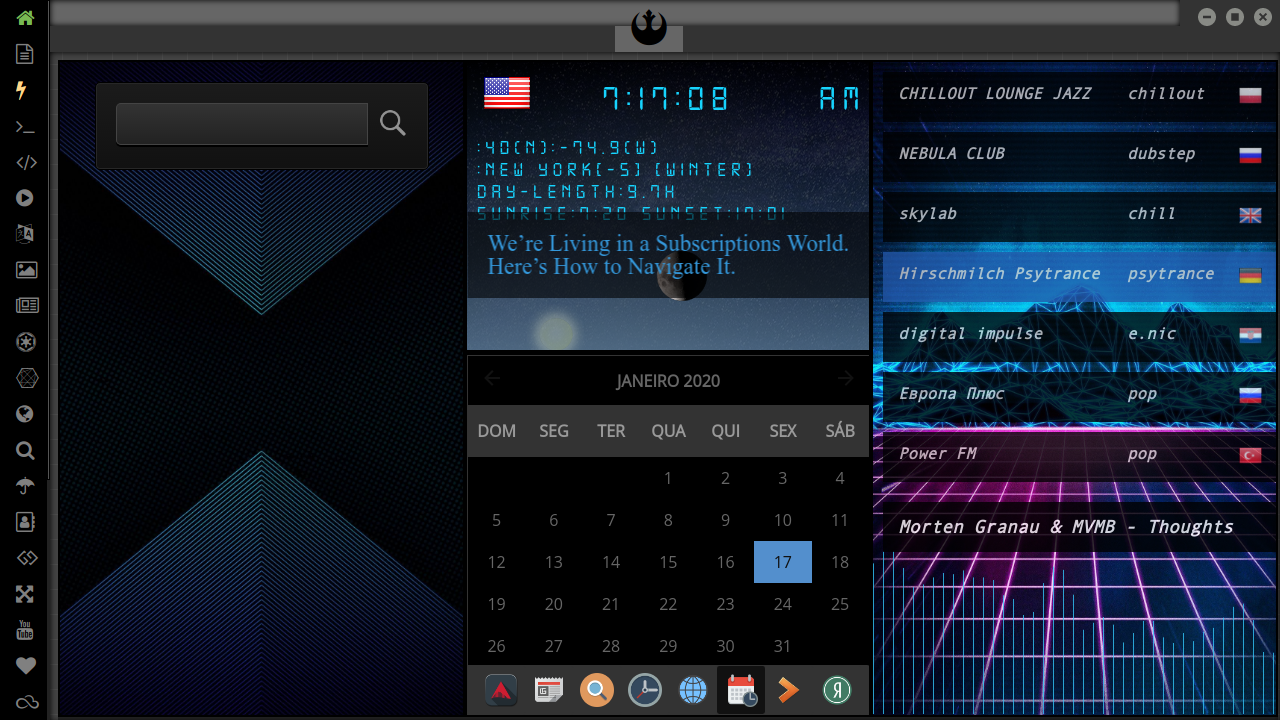 7:17:08 AM
:40(N):-74.9(W)
:NEW YORK[-5] [WINTER]
DAY-LENGTH:9.7H
SUNRISE:7:20 SUNSET:17:01
We’re Living in a Subscriptions World.
Here’s How to Navigate It.
JANEIRO 2020
DOM SEG TER QUA QUI SEX SÁB
1 2 3 4
5 6 7 8 9 10 11
12 13 14 15 16 17 18
19 20 21 22 23 24 25
26 27 28 29 30 31
CHILLOUT LOUNGE JAZZ chillout
NEBULA CLUB dubstep
skylab chill
Hirschmilch Psytrance psytrance
digital impulse e.nic
Европа Плюс pop
Power FM pop
Morten Granau & MVMB - Thoughts
You
Tube
Я